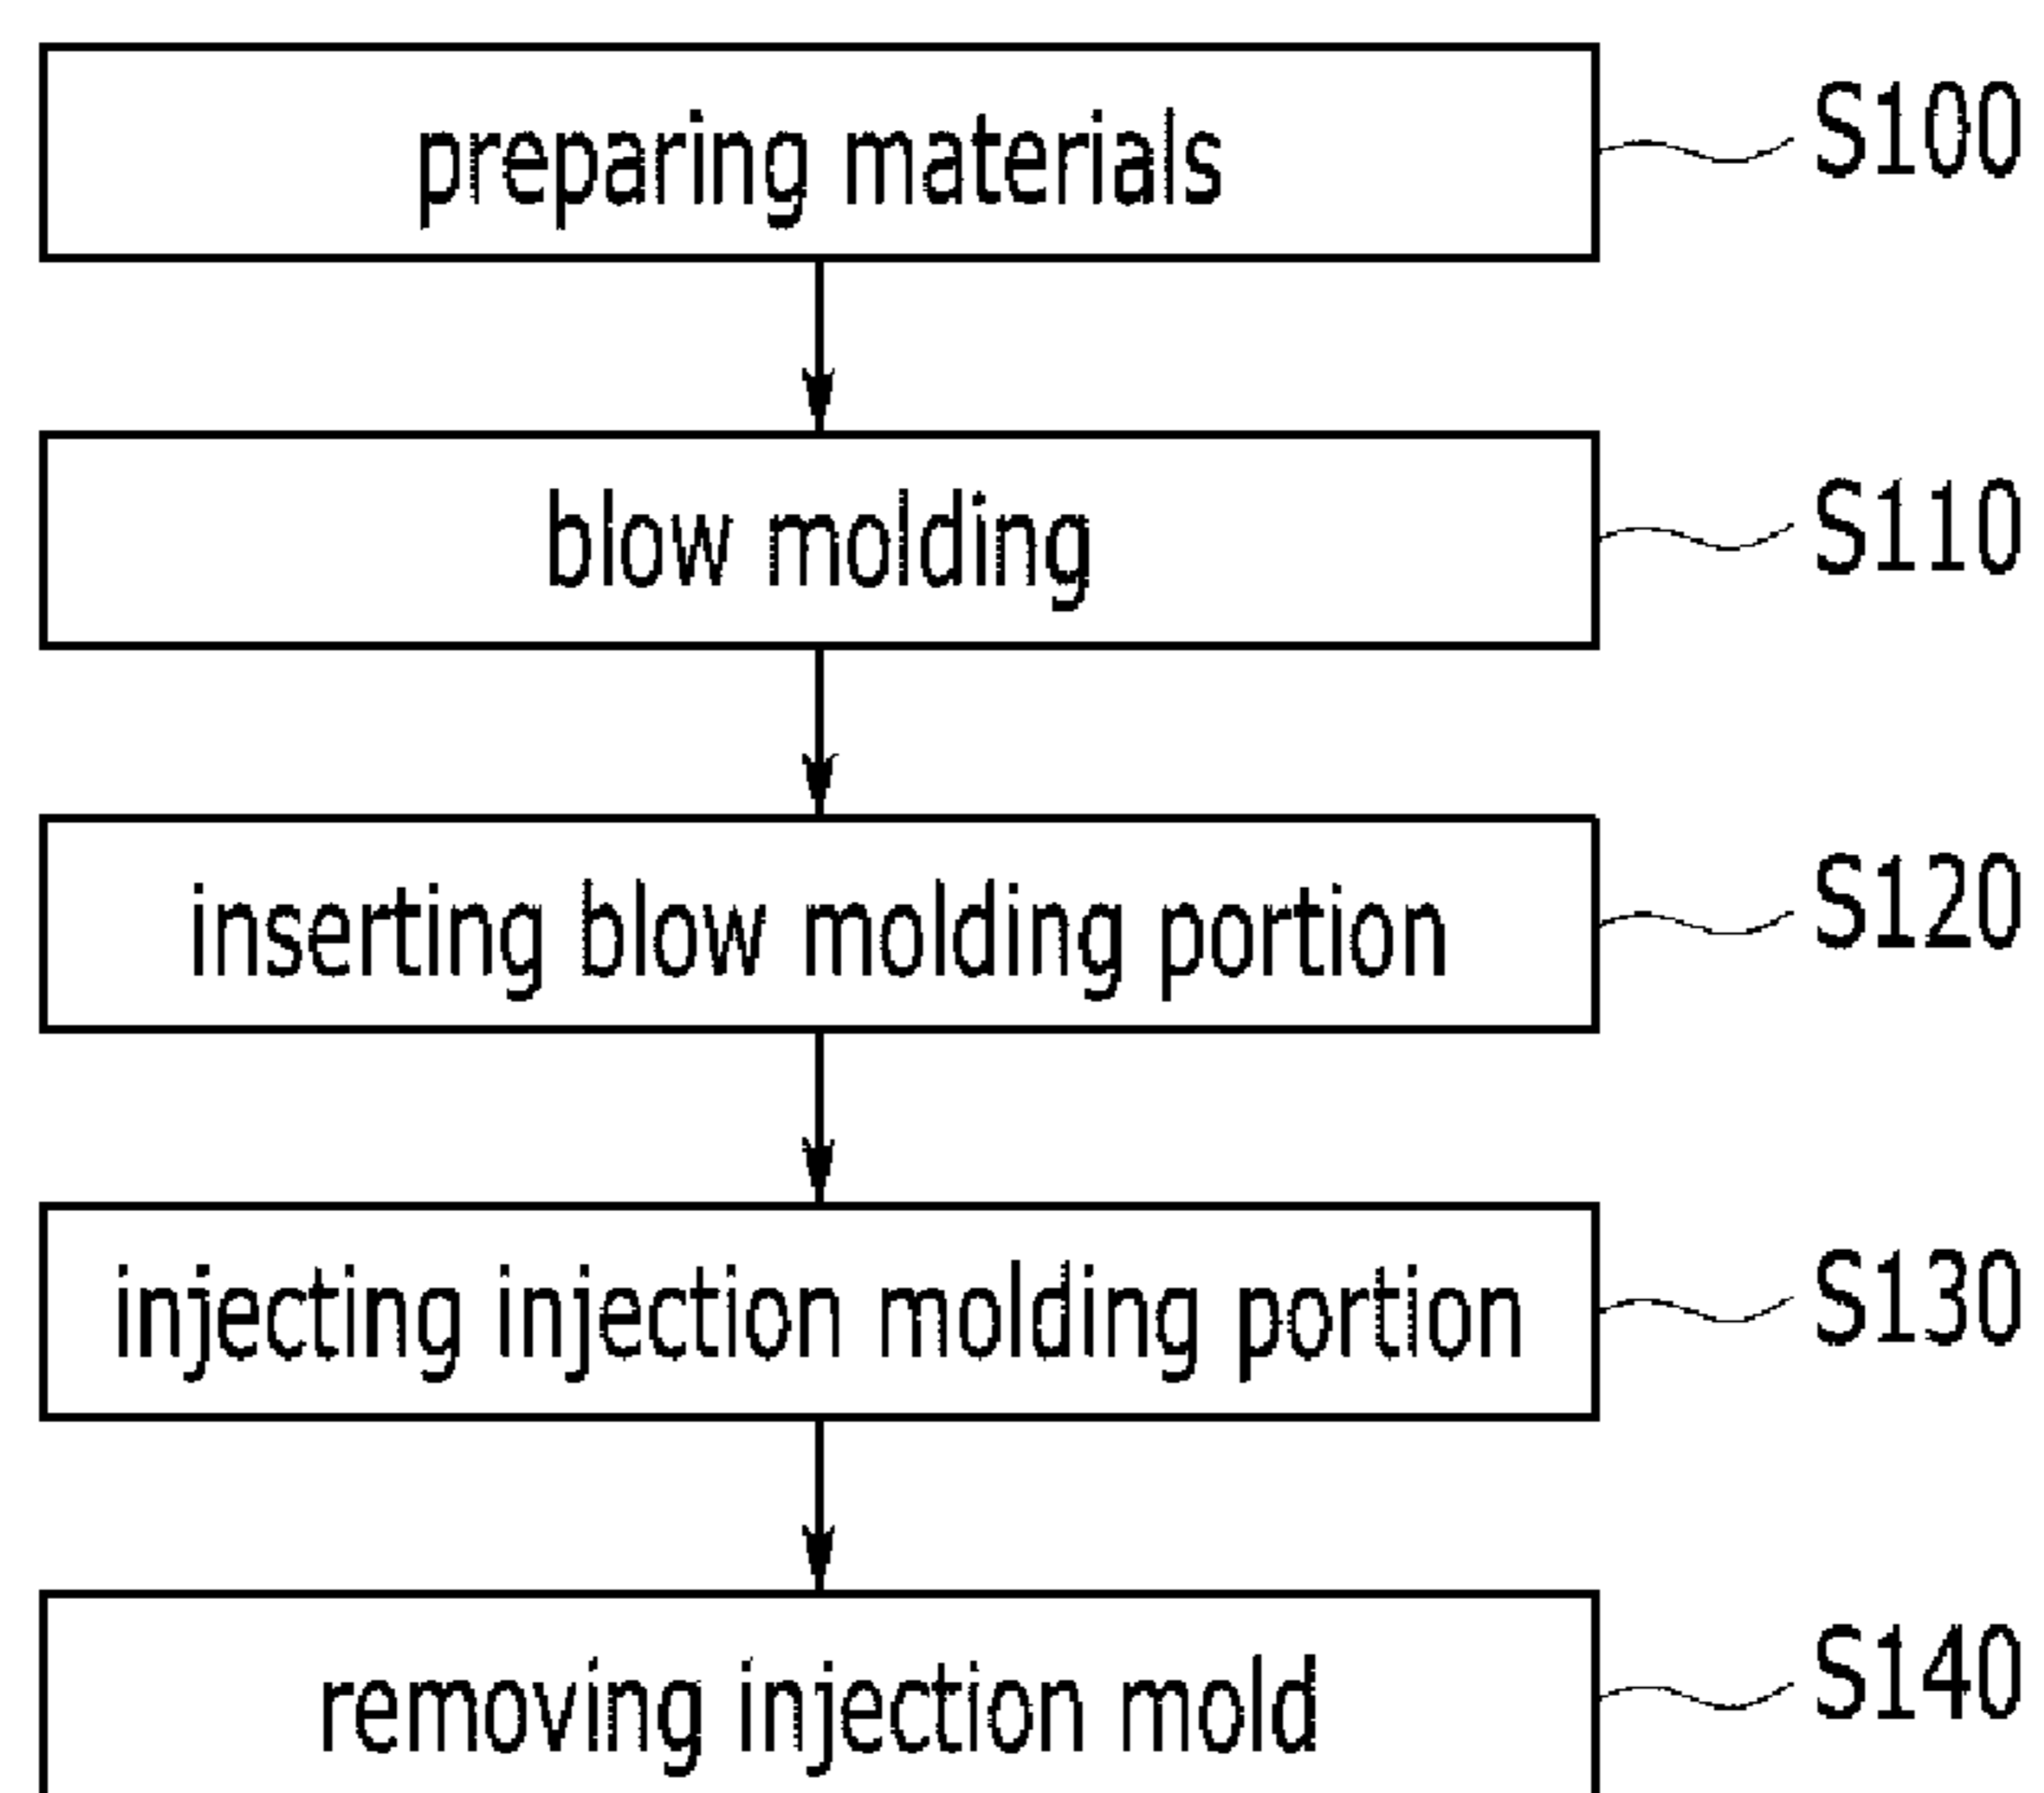 preparing materials S100
blow molding S110
inserting blow molding portion S120
injecting injection molding portion S130
removing injection mold S140